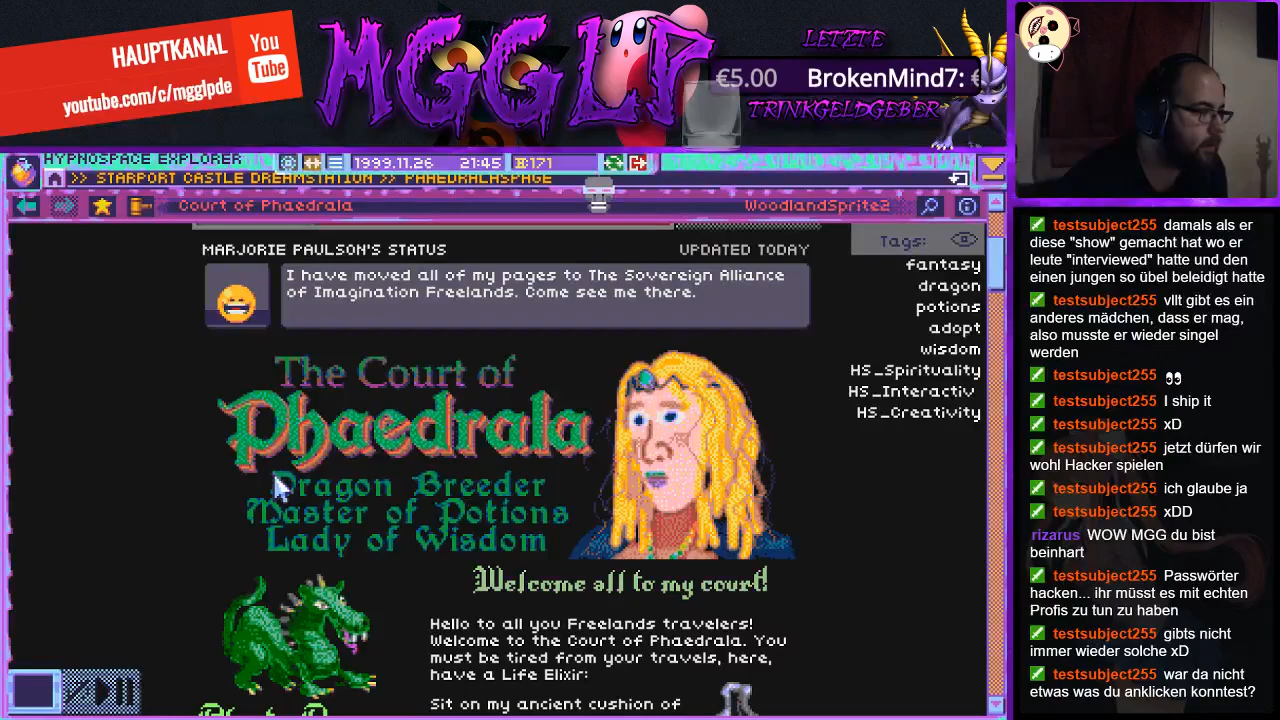 HAUPTKANAL
You
Tube
youtube.com/c/mgglpde
MGGLP
LETZTE
€5.00 BrokenMind7: €
TRINKGELDGEBER
HYPNOSPACE EXPLORER
1999.11.26 21:45 171
>> STARPORT CASTLE DREAMSTATION >> PHAEDRALASPAGE
Court of Phaedrala
WoodlandSprite2
MARJORIE PAULSON'S STATUS
UPDATED TODAY
I have moved all of my pages to The Sovereign Alliance
of Imagination Freelands. Come see me there.
Tags:
fantasy
dragon
potions
adopt
wisdom
HS_Spirituality
HS_Interactiv
HS_Creativity
The Court of
Phaedrala
Dragon Breeder
Master of Potions
Lady of Wisdom
Welcome all to my court!
Hello to all you Freelands travelers!
Welcome to the Court of Phaedrala. You
must be tired from your travels, here,
have a Life Elixir:
Sit on my ancient cushion of
testsubject255 damals als er
diese "show" gemacht hat wo er
leute "interviewed" hatte und den
einen jungen so übel beleidigt hatte
testsubject255 vllt gibt es ein
anderes mädchen, dass er mag,
also musste er wieder singel
werden
testsubject255 👀
testsubject255 I ship it
testsubject255 xD
testsubject255 jetzt dürfen wir
wohl Hacker spielen
testsubject255 ich glaube ja
testsubject255 xDD
rizarus WOW MGG du bist
beinhart
testsubject255 Passwörter
hacken... ihr müsst es mit echten
Profis zu tun zu haben
testsubject255 gibts nicht
immer wieder solche xD
testsubject255 war da nicht
etwas was du anklicken konntest?